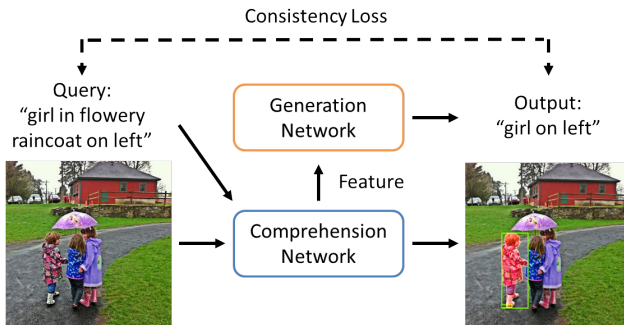 Consistency Loss
Query:
“girl in flowery
raincoat on left”
Generation
Network
Output:
“girl on left”
Feature
Comprehension
Network